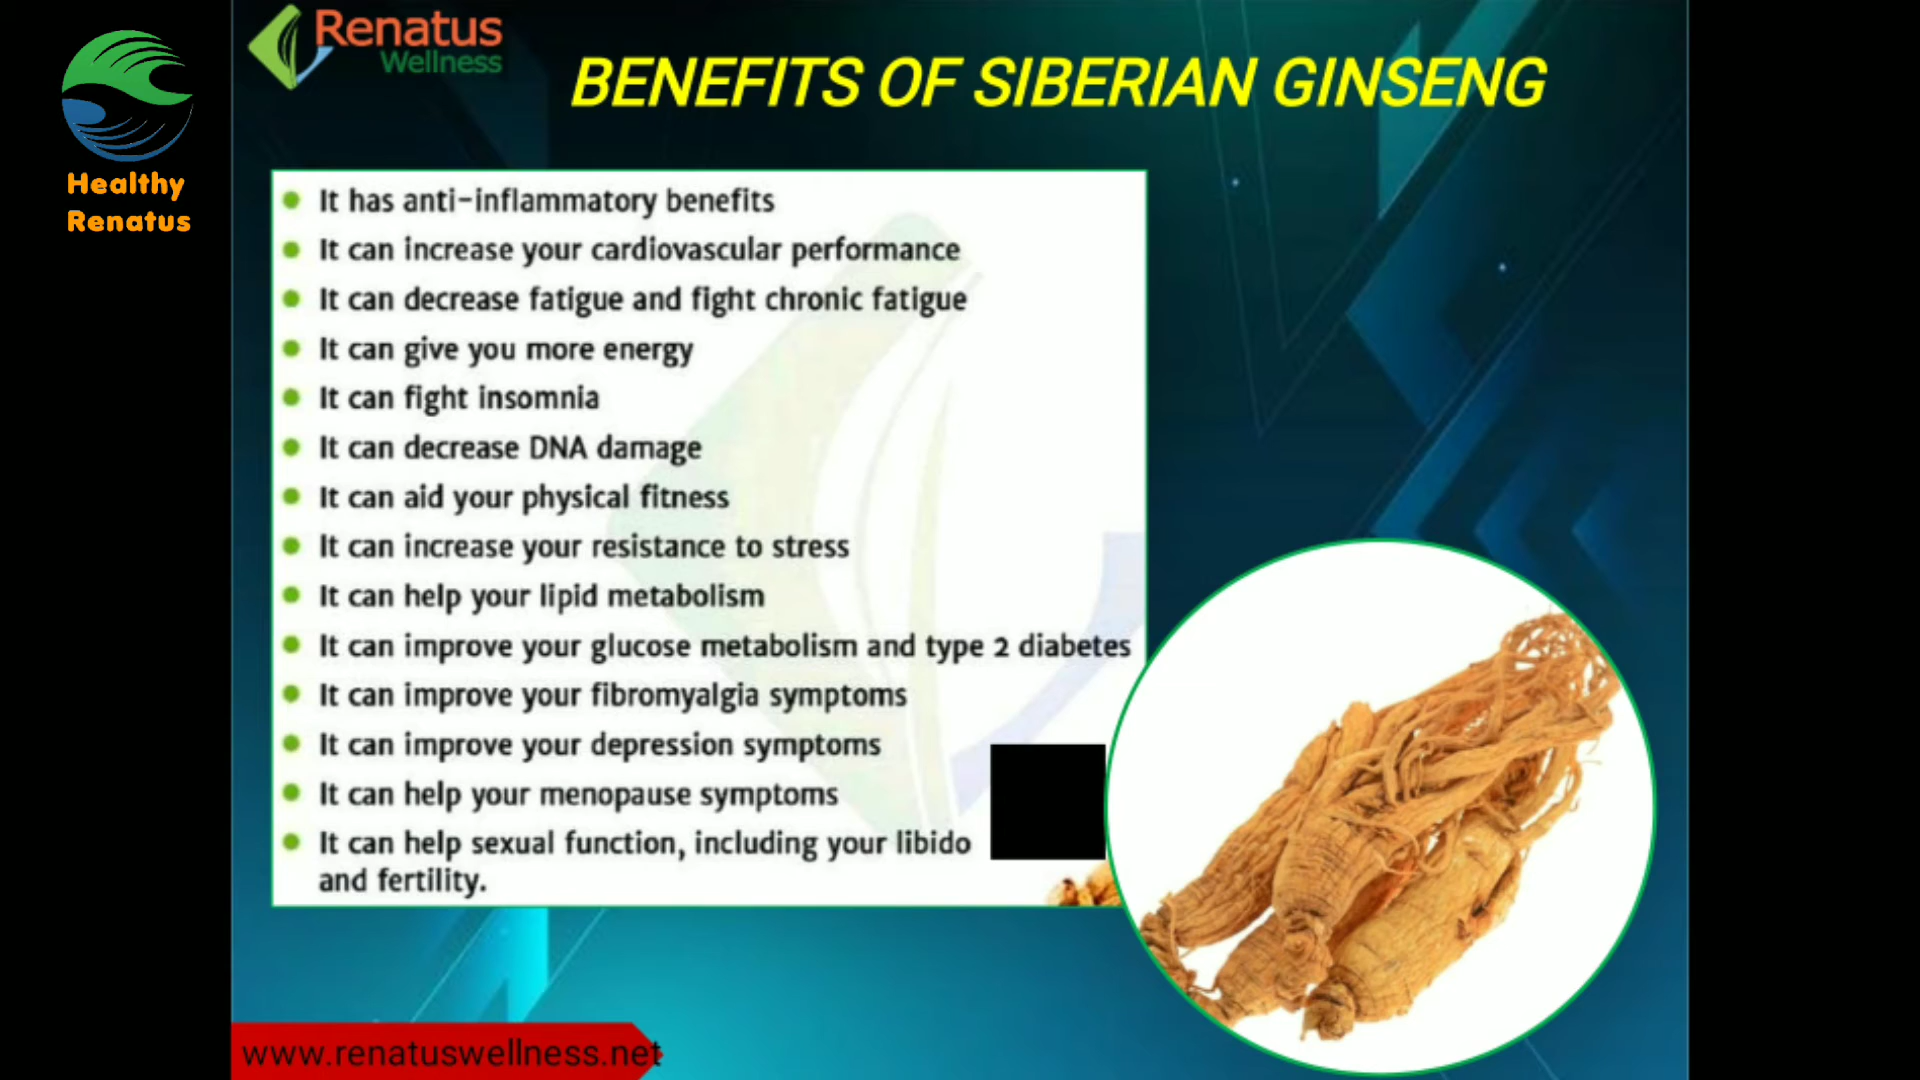 Renatus
Wellness
BENEFITS OF SIBERIAN GINSENG
Healthy
Renatus
It has anti-inflammatory benefits
It can increase your cardiovascular performance
It can decrease fatigue and fight chronic fatigue
It can give you more energy
It can fight insomnia
It can decrease DNA damage
It can aid your physical fitness
It can increase your resistance to stress
It can help your lipid metabolism
It can improve your glucose metabolism and type 2 diabetes
It can improve your fibromyalgia symptoms
It can improve your depression symptoms
It can help your menopause symptoms
It can help sexual function, including your libido
and fertility.
www.renatuswellness.net